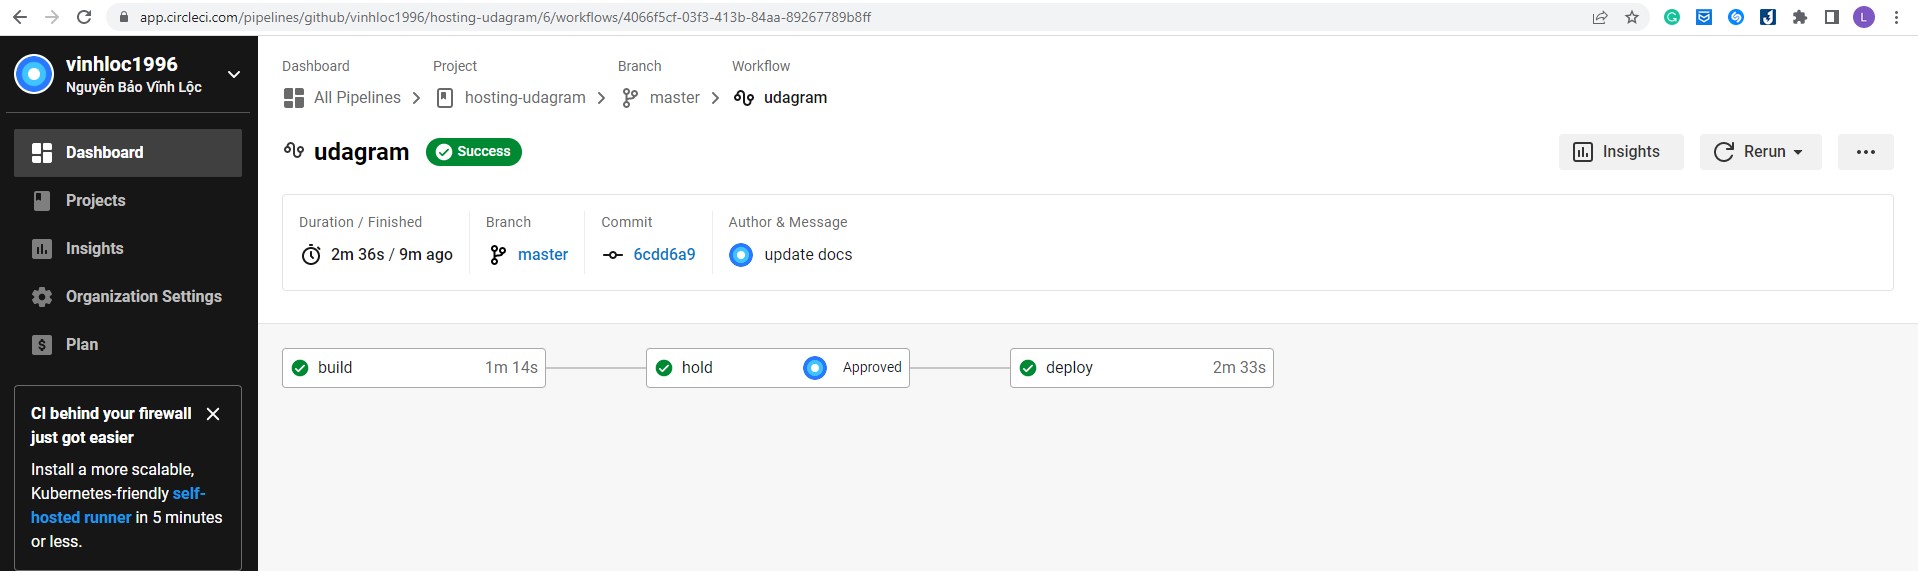 app.circleci.com/pipelines/github/vinhloc1996/hosting-udagram/6/workflows/4066f5cf-03f3-413b-84aa-89267789b8ff
L
vinhloc1996
Nguyễn Bảo Vĩnh Lộc
Dashboard
Projects
Insights
Organization Settings
Plan
CI behind your firewall
just got easier
Install a more scalable,
Kubernetes-friendly self-
hosted runner in 5 minutes
or less.
Dashboard Project Branch Workflow
All Pipelines hosting-udagram master udagram
udagram Success
Insights Rerun
Duration / Finished Branch Commit Author & Message
2m 36s / 9m ago master 6cdd6a9 update docs
build 1m 14s hold Approved deploy 2m 33s